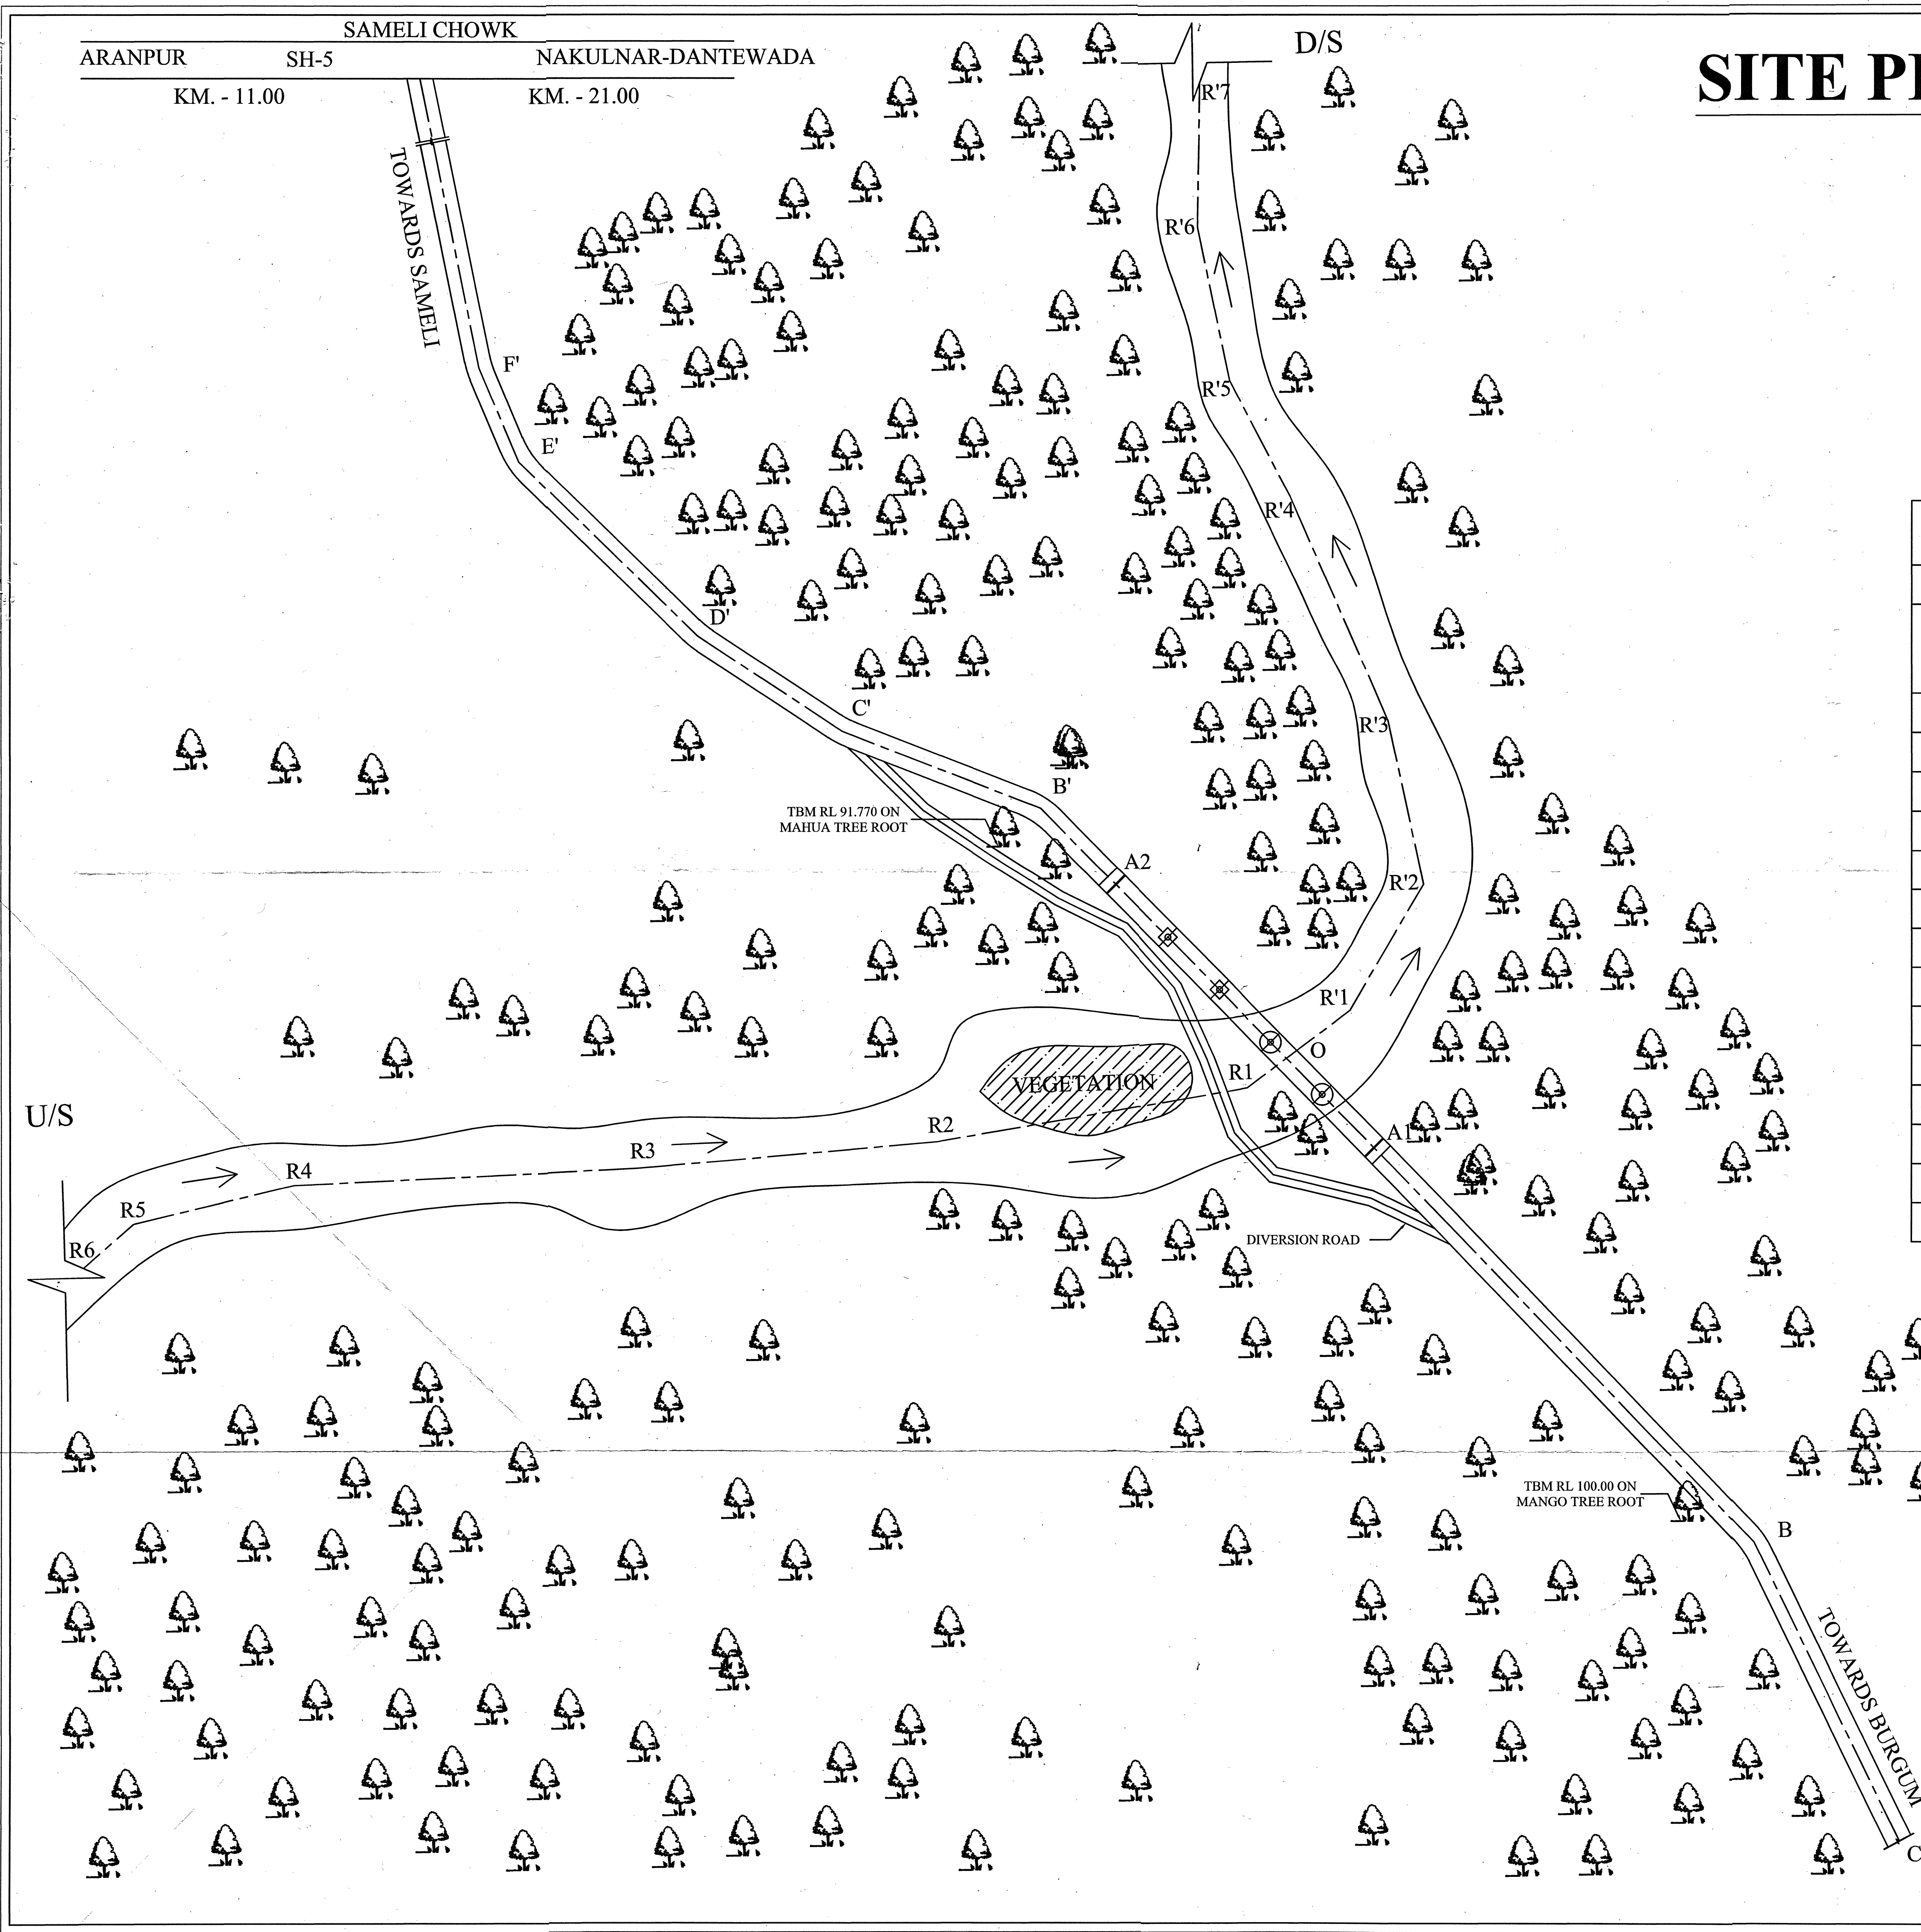 SAMELI CHOWK
ARANPUR SH-5 NAKULNAR-DANTEWADA
KM. - 11.00 KM. - 21.00
D/S
R'7
TOWARDS SAMELI
R'6
F'
R'5
E'
R'4
D'
C'
R'3
B'
TBM RL 91.770 ON
MAHUA TREE ROOT
A2
R'2
R'1
O
R1
VEGETATION
U/S
R2
A1
R3
R4
R5
R6
DIVERSION ROAD
TBM RL 100.00 ON
MANGO TREE ROOT
B
TOWARDS BURGUM